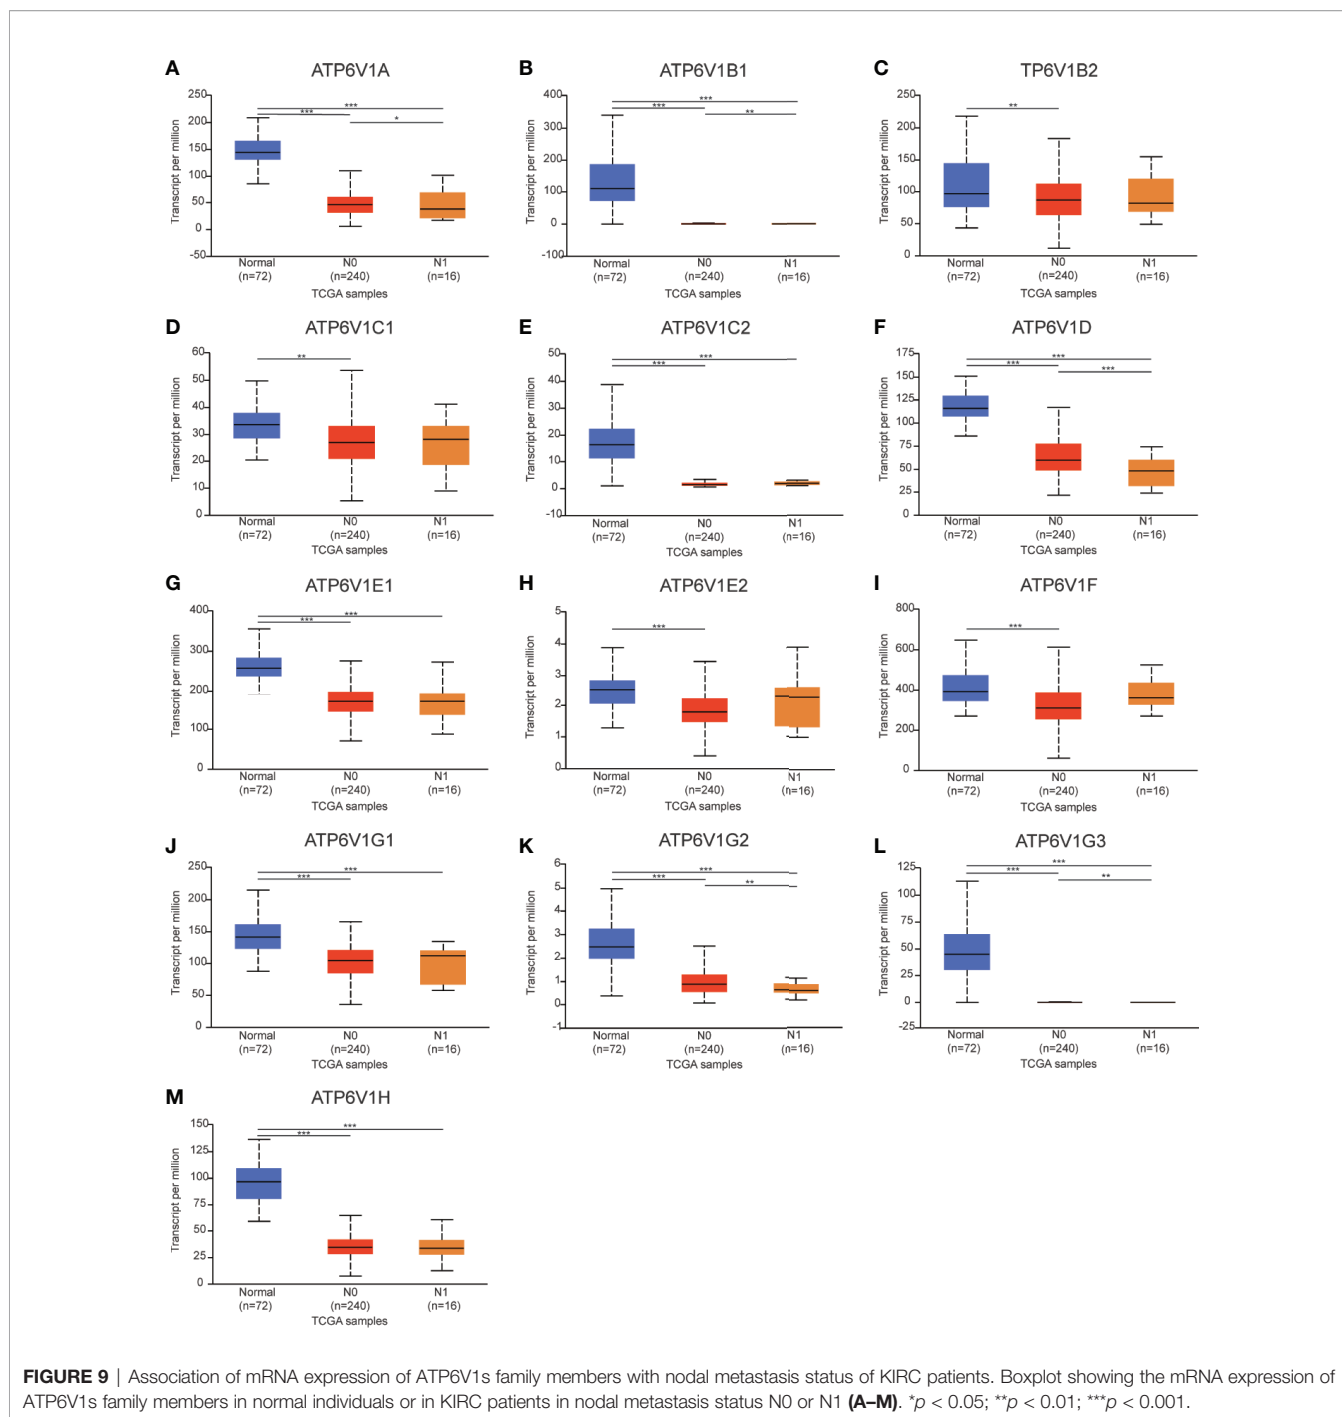 A ATP6V1A
Transcript per million
250
200
150
100
50
0
-50
***
***
*
Normal N0 N1
(n=72) (n=240) (n=16)
TCGA samples
B ATP6V1B1
Transcript per million
400
300
200
100
0
-100
***
***
**
Normal N0 N1
(n=72) (n=240) (n=16)
TCGA samples
C TP6V1B2
Transcript per million
250
200
150
100
50
0
**
Normal N0 N1
(n=72) (n=240) (n=16)
TCGA samples
D ATP6V1C1
Transcript per million
60
50
40
30
20
10
0
**
Normal N0 N1
(n=72) (n=240) (n=16)
TCGA samples
E ATP6V1C2
Transcript per million
50
40
30
20
10
0
-10
***
***
Normal N0 N1
(n=72) (n=240) (n=16)
TCGA samples
F ATP6V1D
Transcript per million
175
150
125
100
75
50
25
0
***
***
***
Normal N0 N1
(n=72) (n=240) (n=16)
TCGA samples
G ATP6V1E1
Transcript per million
400
300
200
100
0
***
***
Normal N0 N1
(n=72) (n=240) (n=16)
TCGA samples
H ATP6V1E2
Transcript per million
5
4
3
2
1
0
***
Normal N0 N1
(n=72) (n=240) (n=16)
TCGA samples
I ATP6V1F
Transcript per million
800
600
400
200
0
***
Normal N0 N1
(n=72) (n=240) (n=16)
TCGA samples
J ATP6V1G1
Transcript per million
250
200
150
100
50
0
***
***
Normal N0 N1
(n=72) (n=240) (n=16)
TCGA samples
K ATP6V1G2
Transcript per million
6
5
4
3
2
1
0
-1
***
***
**
Normal N0 N1
(n=72) (n=240) (n=16)
TCGA samples
L ATP6V1G3
Transcript per million
125
100
75
50
25
0
-25
***
***
**
Normal N0 N1
(n=72) (n=240) (n=16)
TCGA samples
M ATP6V1H
Transcript per million
150
125
100
75
50
25
0
***
***
Normal N0 N1
(n=72) (n=240) (n=16)
TCGA samples
FIGURE 9 | Association of mRNA expression of ATP6V1s family members with nodal metastasis status of KIRC patients. Boxplot showing the mRNA expression of
ATP6V1s family members in normal individuals or in KIRC patients in nodal metastasis status N0 or N1 (A–M). *p < 0.05; **p < 0.01; ***p < 0.001.